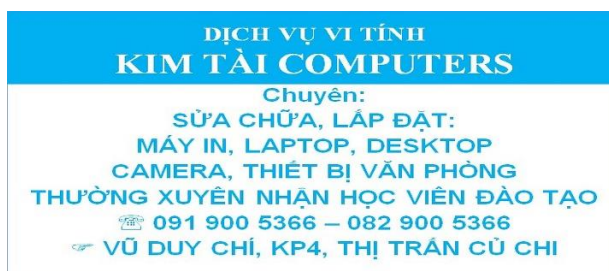 DỊCH VỤ VI TÍNH
KIM TÀI COMPUTERS
Chuyên:
SỬA CHỮA, LẮP ĐẶT:
MÁY IN, LAPTOP, DESKTOP
CAMERA, THIẾT BỊ VĂN PHÒNG
THƯỜNG XUYÊN NHẬN HỌC VIÊN ĐÀO TẠO
☏ 091 900 5366 – 082 900 5366
☞ VŨ DUY CHÍ, KP4, THỊ TRẤN CỦ CHI